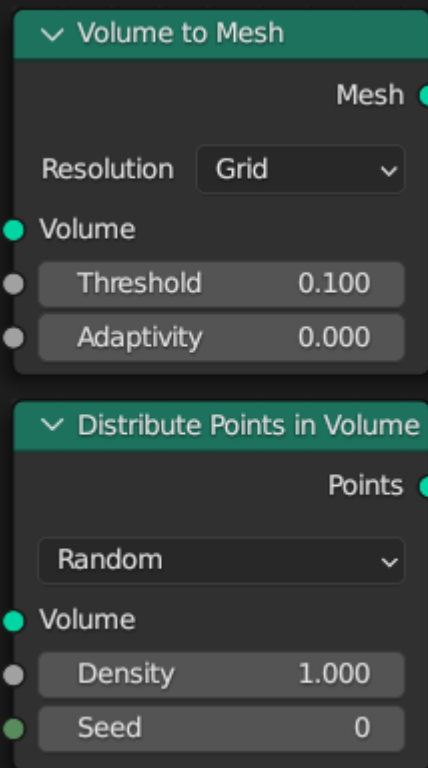 Volume to Mesh
Mesh
Resolution Grid
Volume
Threshold 0.100
Adaptivity 0.000
Distribute Points in Volume
Points
Random
Volume
Density 1.000
Seed 0